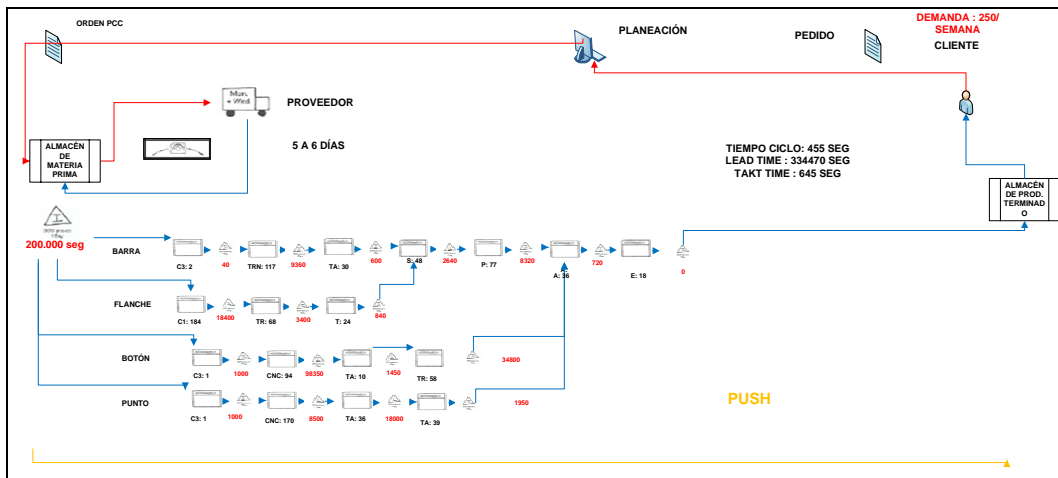 ORDEN PCC
PLANEACIÓN
PEDIDO
DEMANDA : 250/
SEMANA
CLIENTE
Mon.
+ Wed.
PROVEEDOR
5 A 6 DÍAS
ALMACÉN
DE
MATERIA
PRIMA
TIEMPO CICLO: 455 SEG
LEAD TIME : 334470 SEG
TAKT TIME : 645 SEG
ALMACÉN
DE PROD.
TERMINAD
O
I
200.000 seg
BARRA
C3: 2
40
TRN: 117
9360
TA: 30
600
S: 48
2640
P: 77
8320
A: 36
720
E: 18
0
FLANCHE
C1: 184
18400
TR: 68
3400
T: 24
840
BOTÓN
C3: 1
1000
CNC: 94
98350
TA: 10
1450
TR: 58
34800
PUNTO
C3: 1
1000
CNC: 170
8500
TA: 36
18000
TA: 39
1950
PUSH